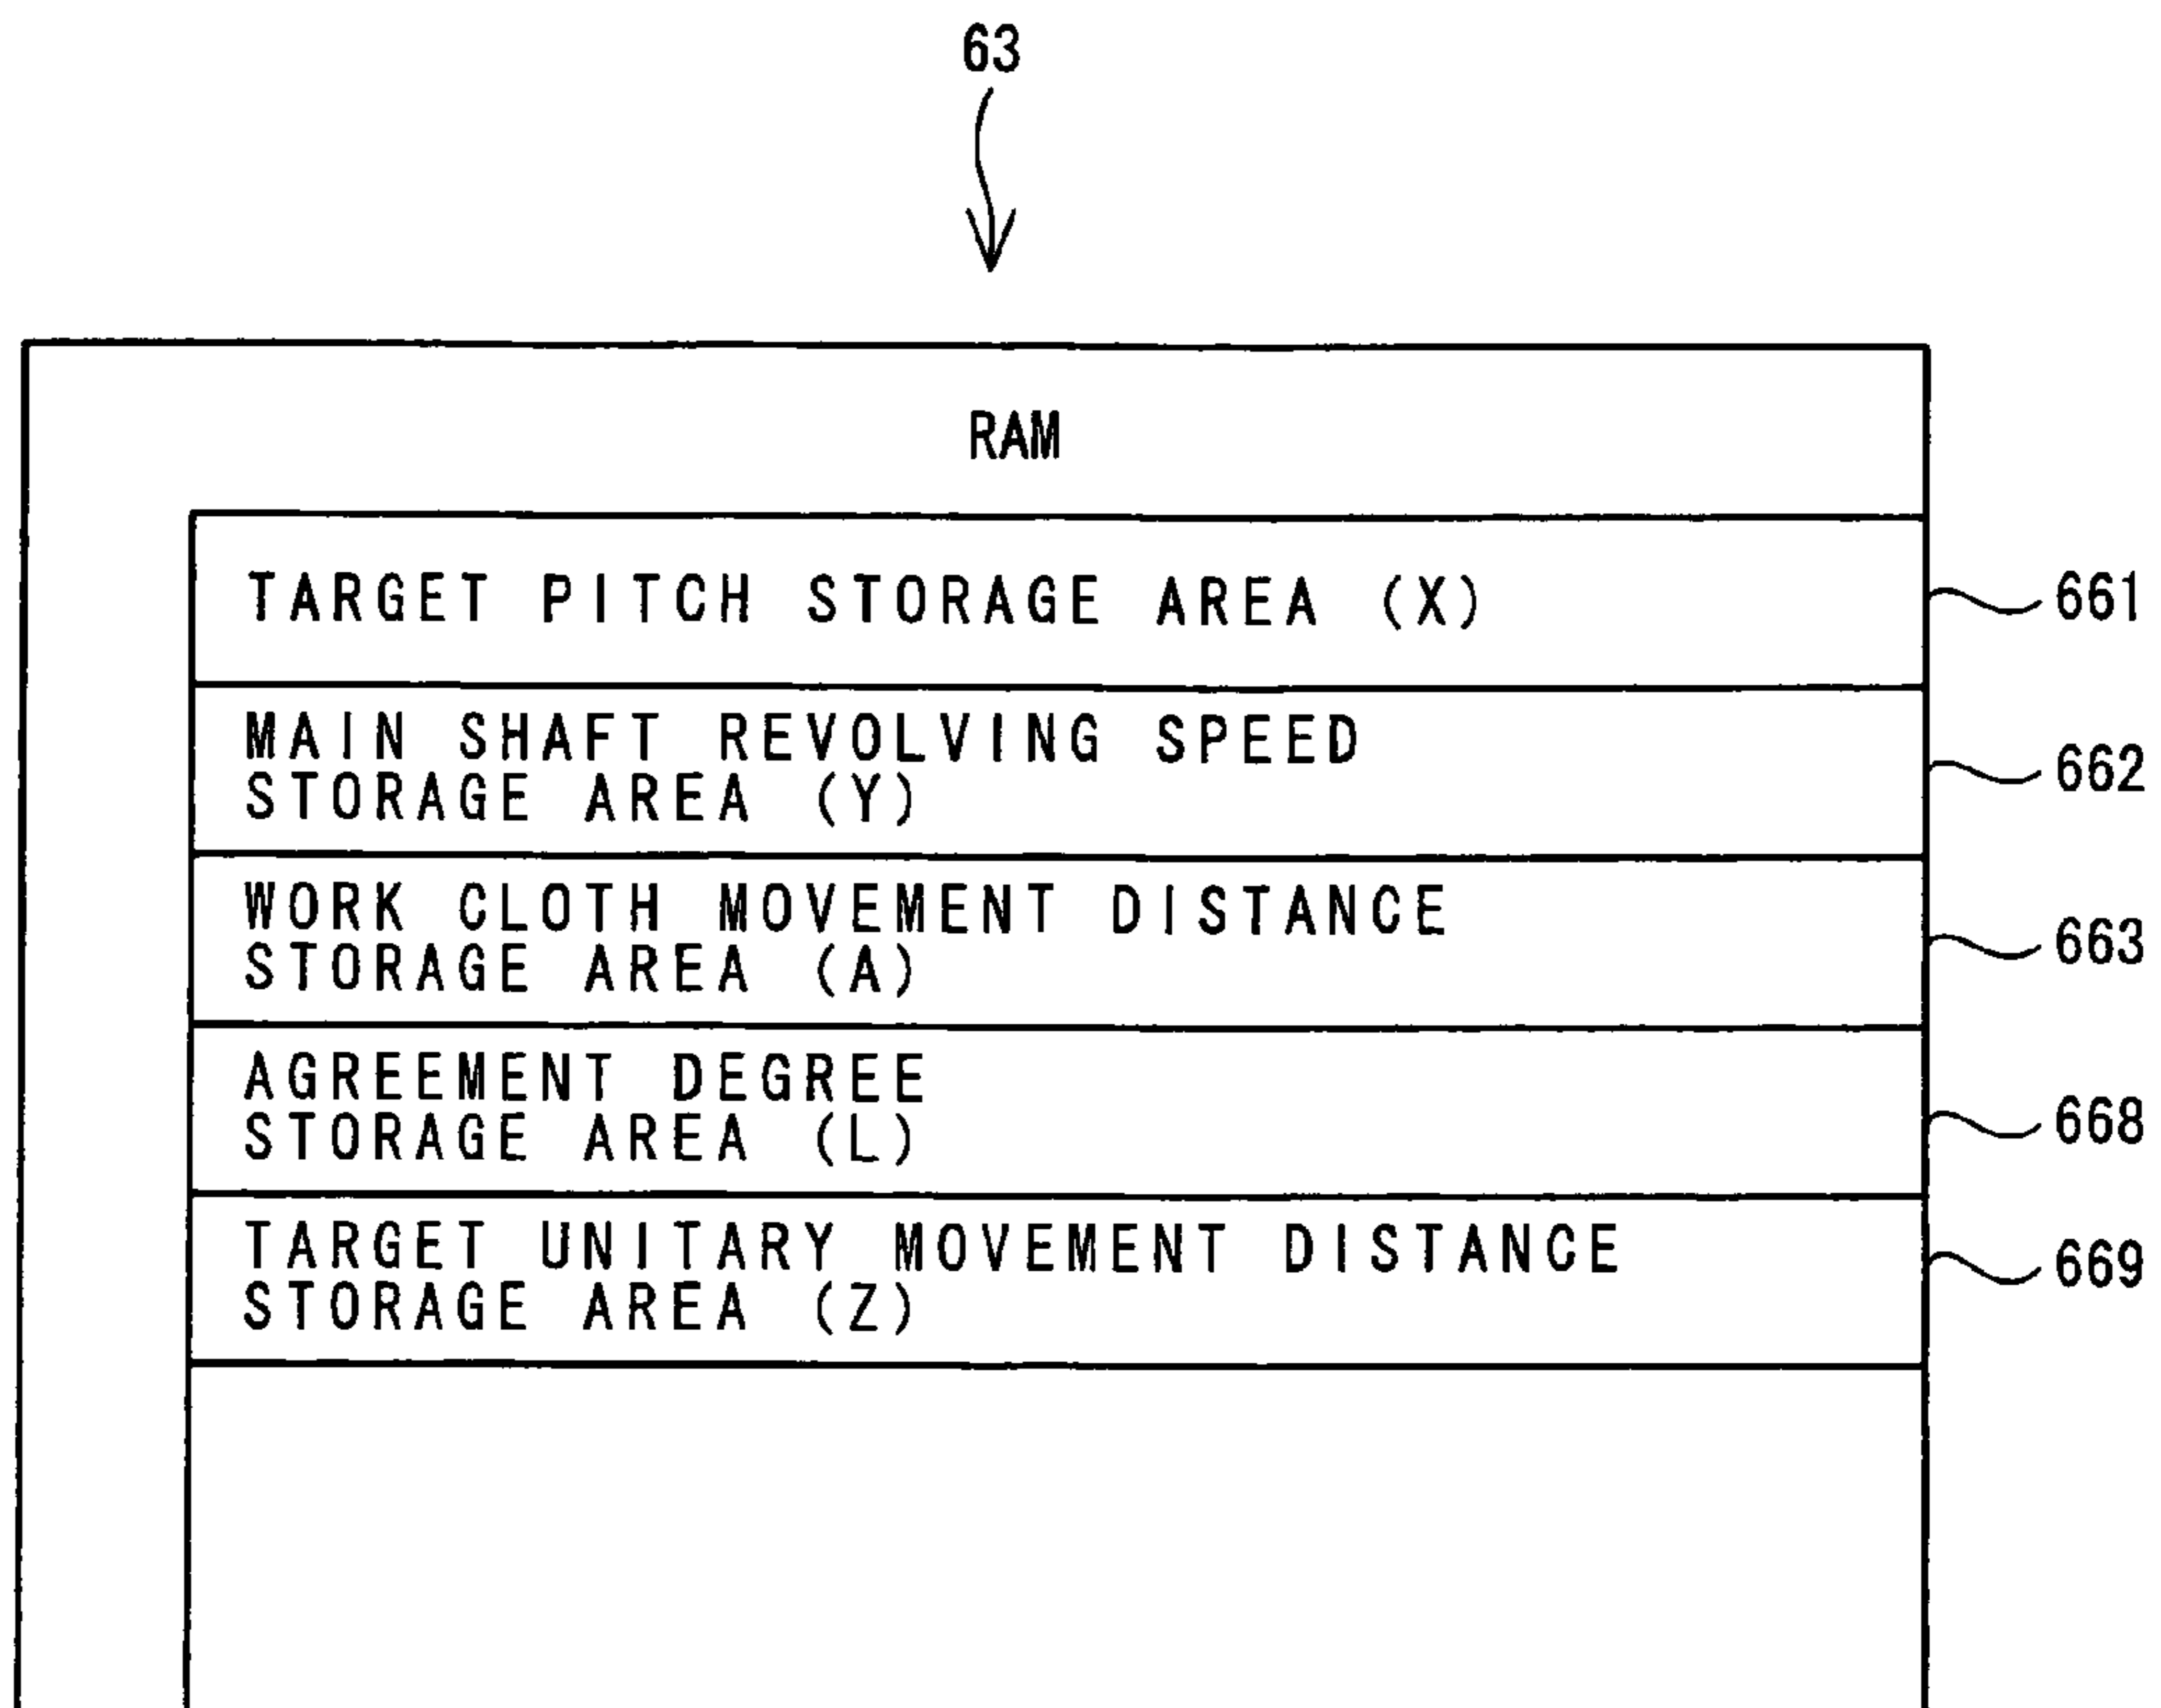 63
RAM
TARGET PITCH STORAGE AREA (X)
661
MAIN SHAFT REVOLVING SPEED
STORAGE AREA (Y)
662
WORK CLOTH MOVEMENT DISTANCE
STORAGE AREA (A)
663
AGREEMENT DEGREE
STORAGE AREA (L)
668
TARGET UNITARY MOVEMENT DISTANCE
STORAGE AREA (Z)
669